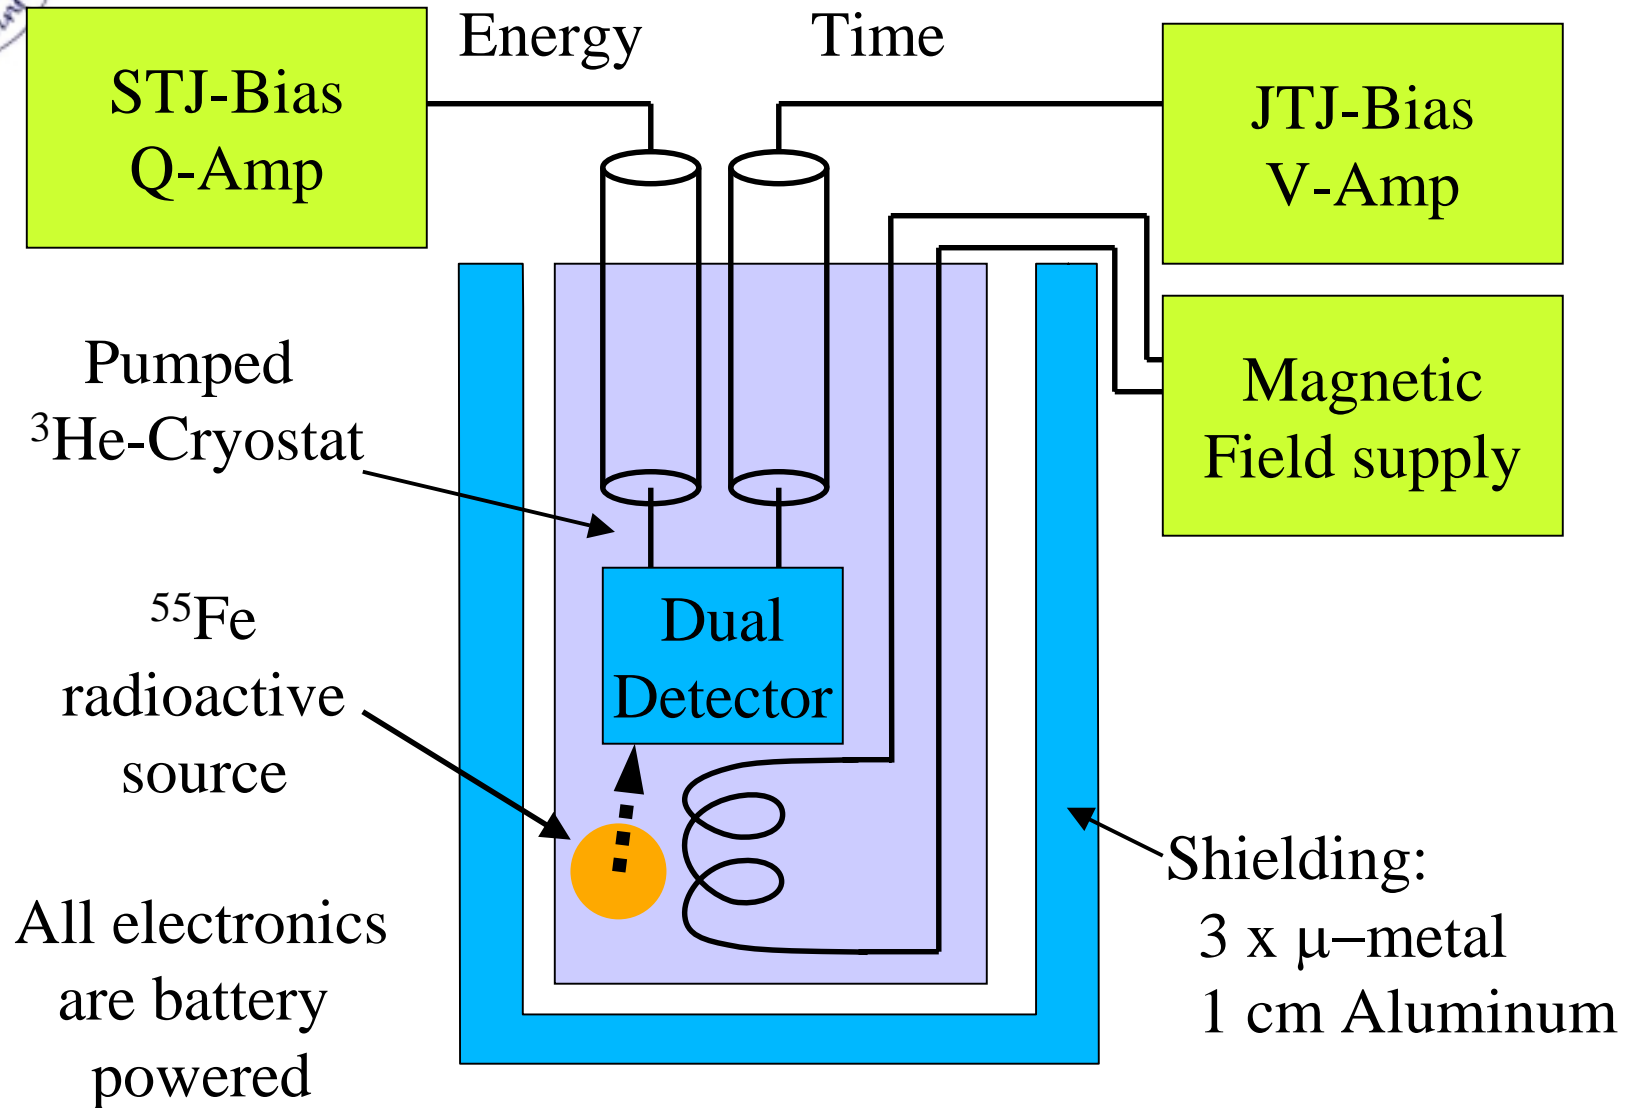 Energy
Time
STJ-Bias
Q-Amp
JTJ-Bias
V-Amp
Pumped
³He-Cryostat
Magnetic
Field supply
⁵⁵Fe
radioactive
source
Dual
Detector
All electronics
are battery
powered
Shielding:
3 x μ–metal
1 cm Aluminum